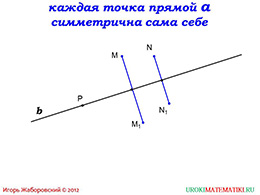 каждая точка прямой a
симметрична сама себе
M
N
P
b
N1
M1
Игорь Жаборовский © 2012
UROKIMATEMATIKI.RU